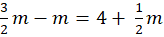 3/2 m − m = 4 + 1/2 m